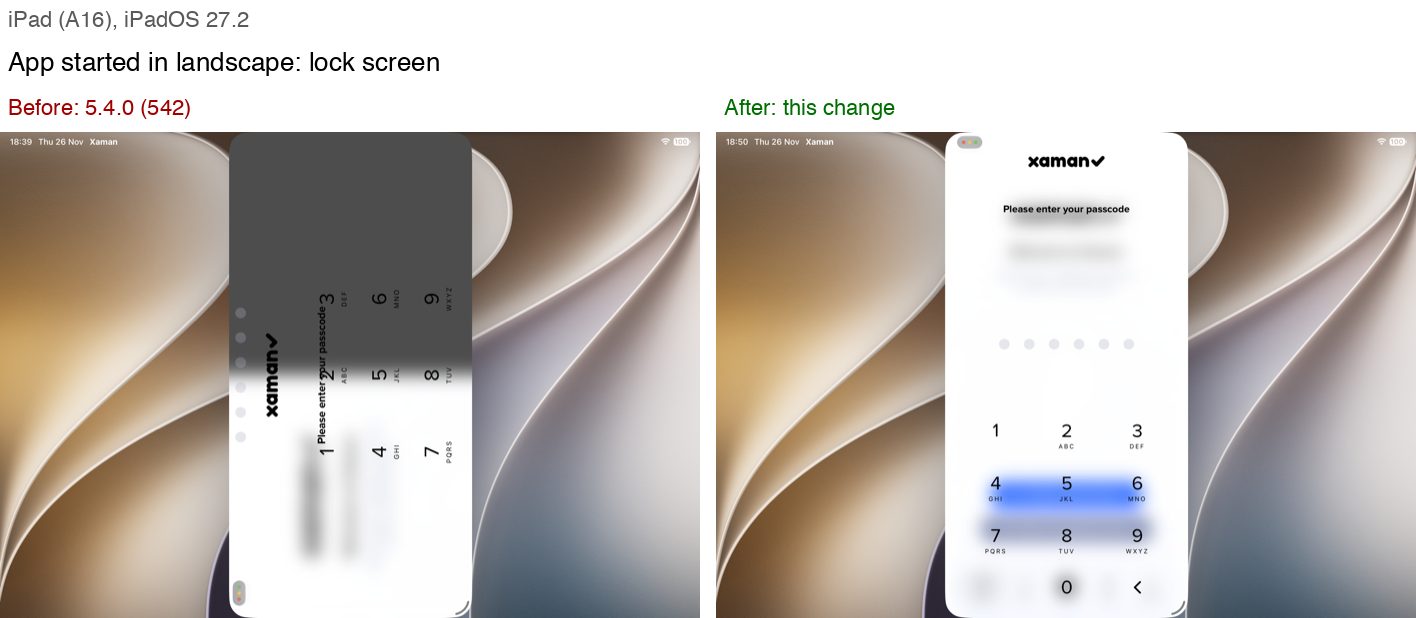 iPad (A16), iPadOS 27.2
App started in landscape: lock screen
Before: 5.4.0 (542)
After: this change
18:39 Thu 26 Nov Xaman
100
3
DEF
6
MNO
9
WXYZ
xaman
Please enter your passcode
2
ABC
5
JKL
8
TUV
1
4
GHI
7
PQRS
18:50 Thu 26 Nov Xaman
100
xaman
Please enter your passcode
1 2 3
ABC DEF
4 5 6
GHI JKL MNO
7 8 9
PQRS TUV WXYZ
0